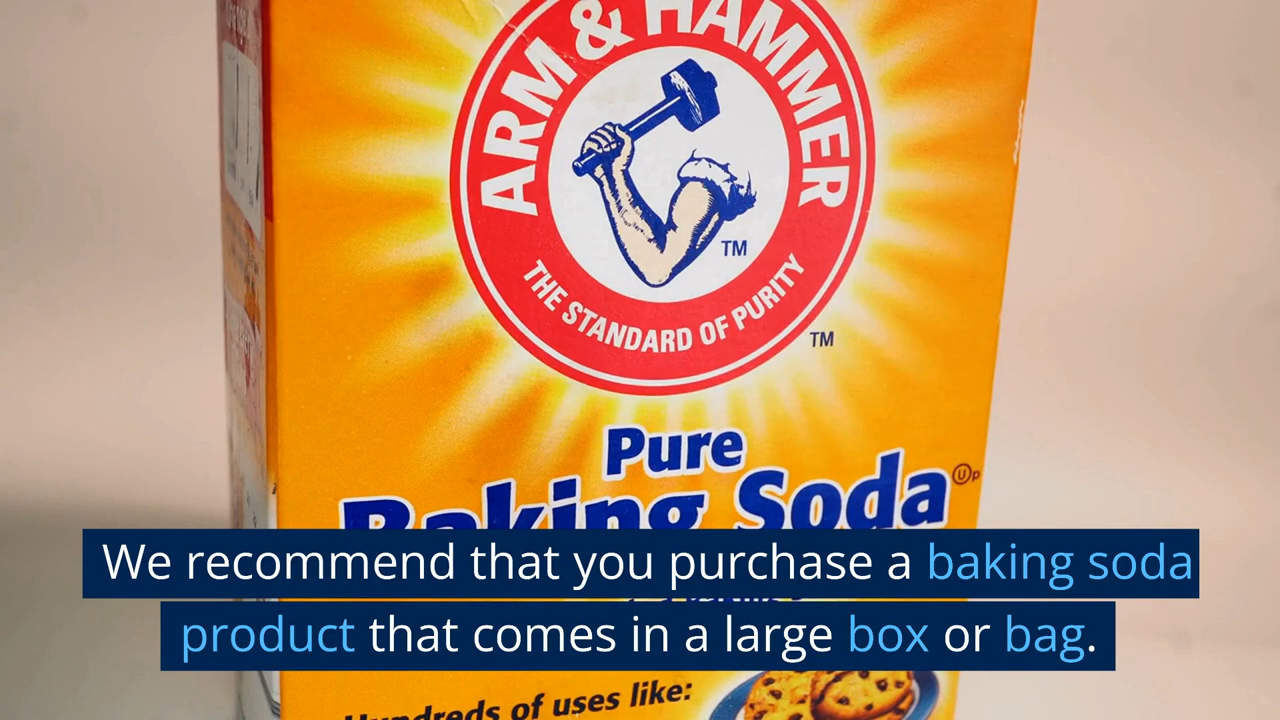 ARM & HAMMER
TM
THE STANDARD OF PURITY
TM
Pure
Baking Soda
We recommend that you purchase a baking soda
product that comes in a large box or bag.
Hundreds of uses like: